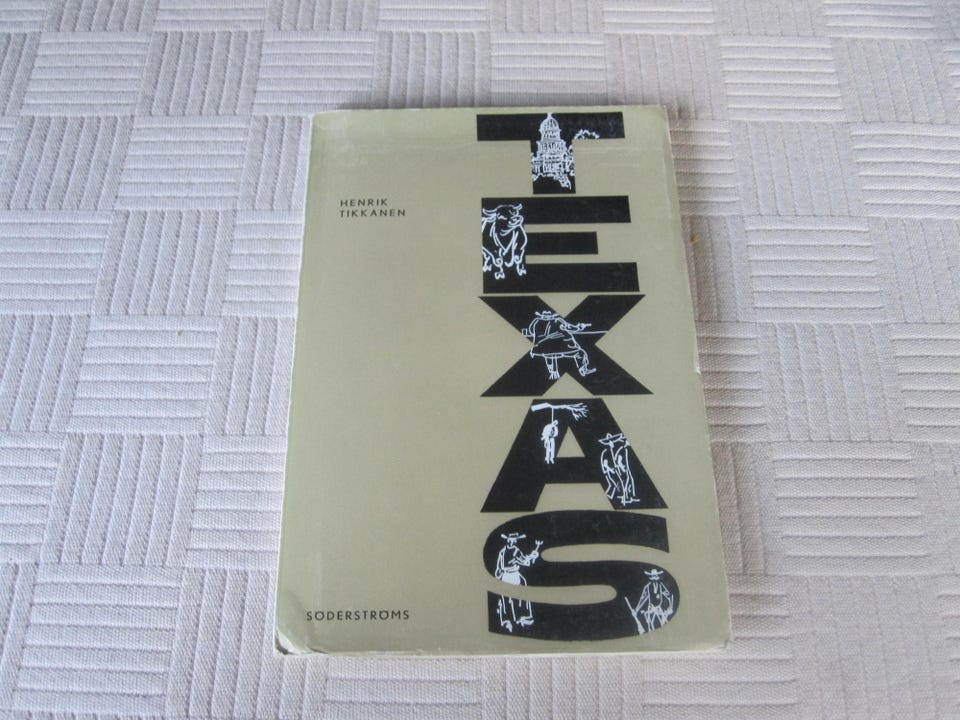 HENRIK
TIKKANEN
TEXAS
SÖDERSTRÖMS